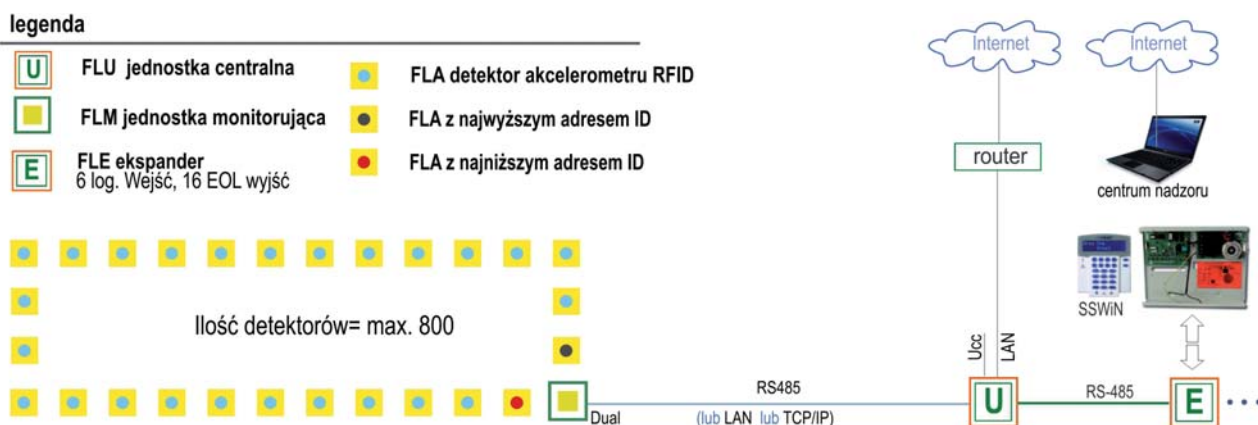 legenda
U FLU jednostka centralna
FLM jednostka monitorująca
E FLE ekspander
6 log. Wejść, 16 EOL wyjść
FLA detektor akcelerometru RFID
FLA z najwyższym adresem ID
FLA z najniższym adresem ID
Internet
Internet
router
centrum nadzoru
SSWiN
Ilość detektorów= max. 800
Ucc
LAN
Dual
RS485
(lub LAN lub TCP/IP)
U
RS-485
E